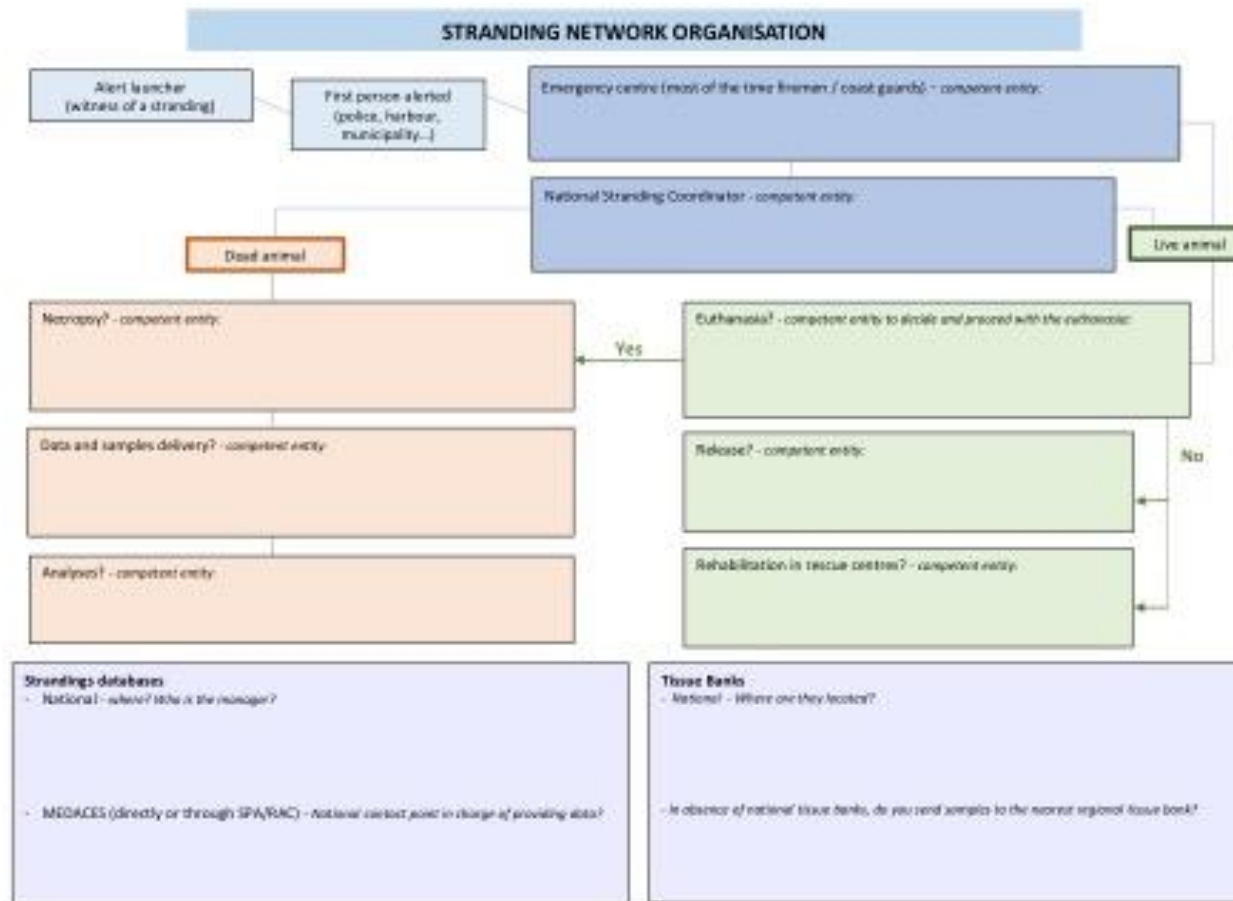 STRANDING NETWORK ORGANISATION
Alert launcher
(witness of a stranding)
First person alerted
(police, harbour,
municipality...)
Emergency centre (most of the time firemen / coast guards) – competent entity:
National Stranding Coordinator - competent entity:
Dead animal
Live animal
Necropsy? - competent entity:
Euthanasia? - competent entity to decide and proceed with the euthanasia:
Yes
Data and samples delivery? - competent entity:
Release? - competent entity:
No
Analyses? - competent entity:
Rehabilitation in rescue centres? - competent entity:
Strandings databases
- National - where? Who is the manager?
- MEDACES (directly or through SPA/RAC) - National contact point in charge of providing data?
Tissue Banks
- National - Where are they located?
- In absence of national tissue banks, do you send samples to the nearest regional tissue bank?